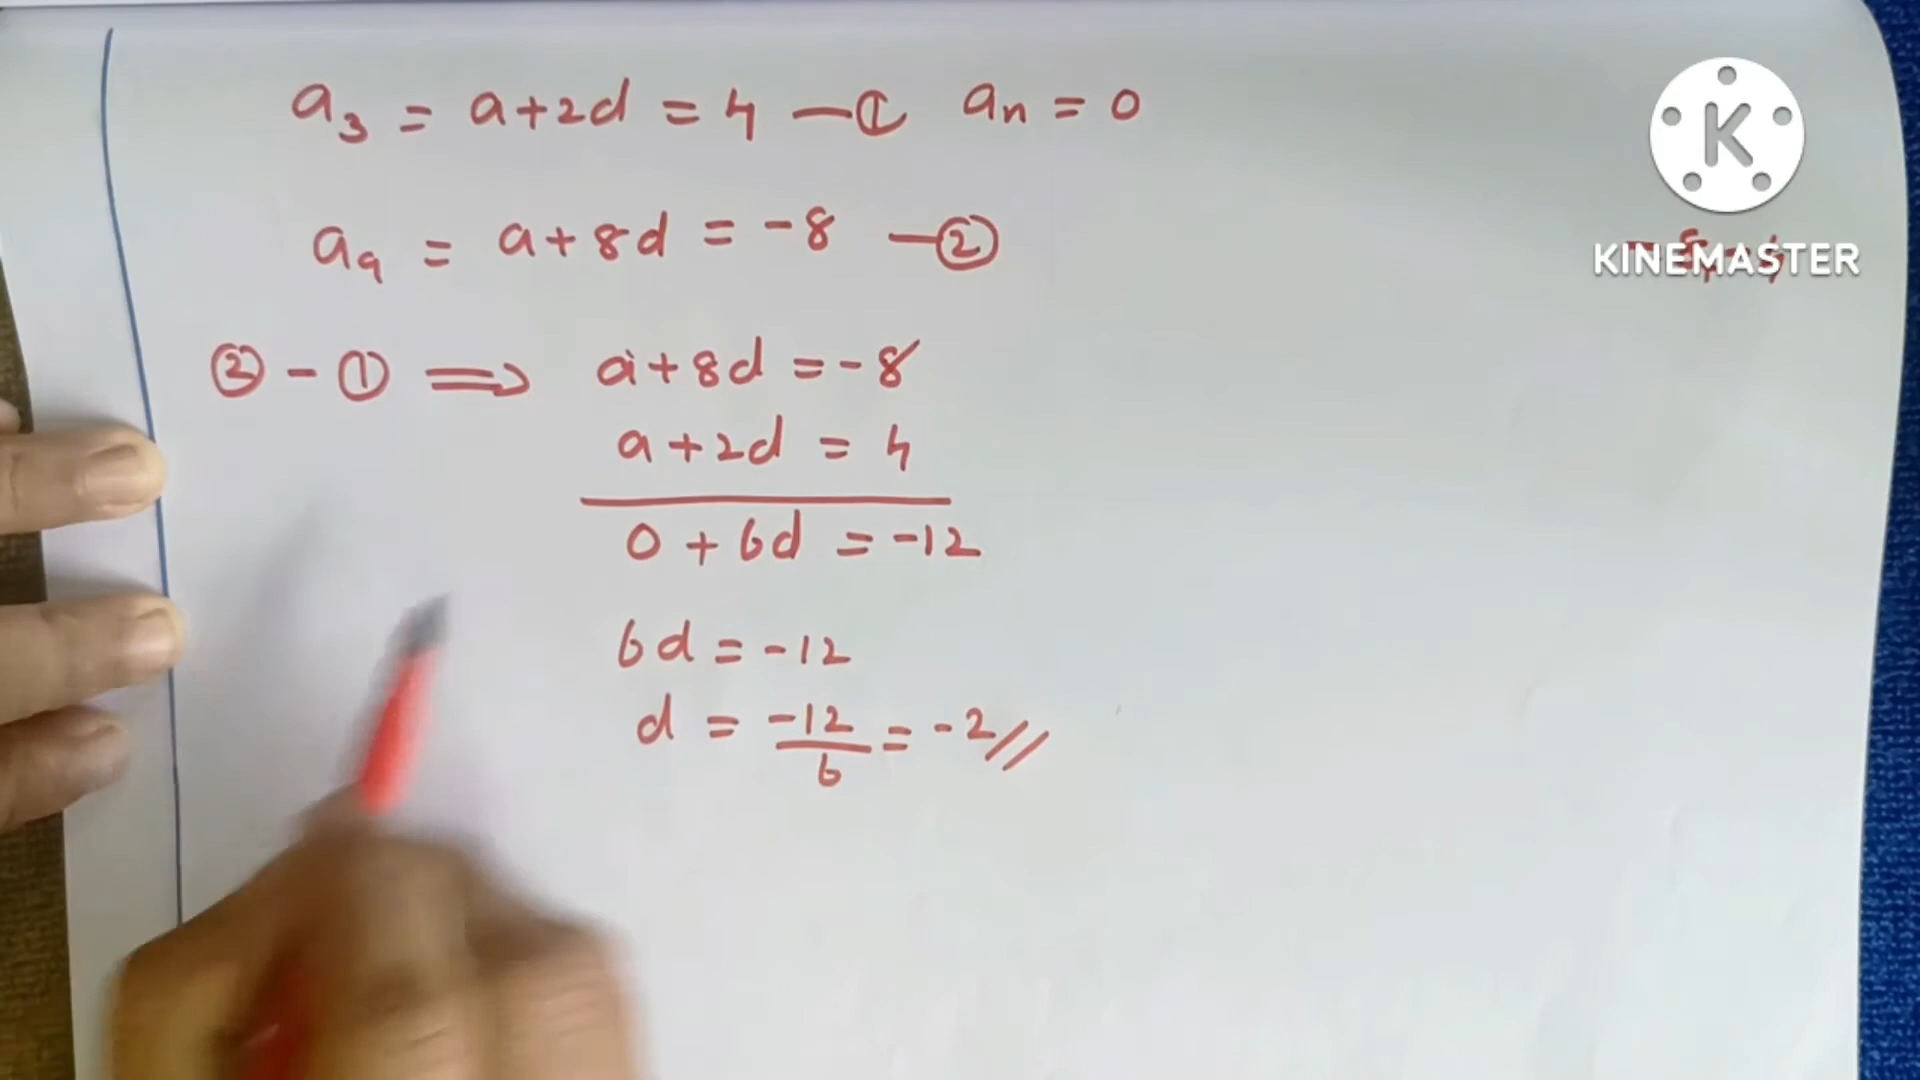 a₃ = a+2d = 4 —① aₙ = 0
a₉ = a+8d = -8 —②
② - ① ⟹ a+8d = -8
a+2d = 4
0 + 6d = -12
6d = -12
d = -12/6 = -2//
K
KINEMASTER